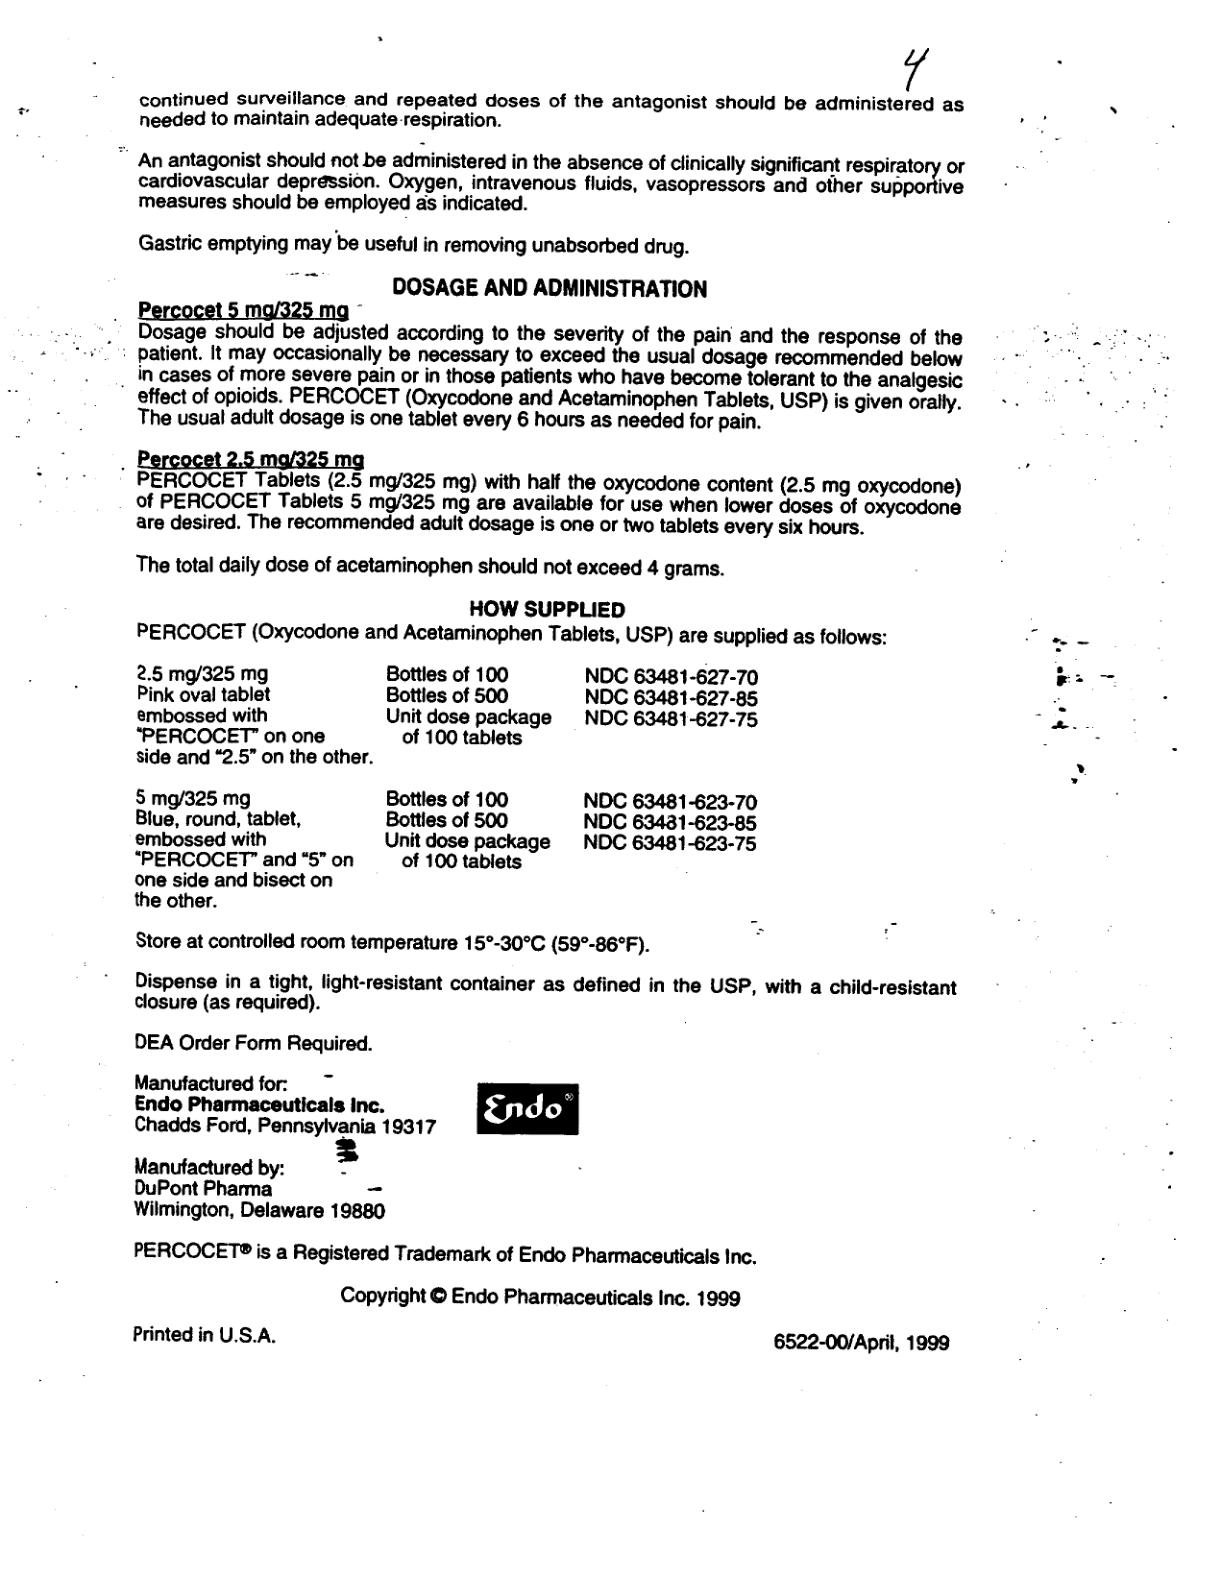 4
continued surveillance and repeated doses of the antagonist should be administered as
needed to maintain adequate respiration.
An antagonist should not be administered in the absence of clinically significant respiratory or
cardiovascular depression. Oxygen, intravenous fluids, vasopressors and other supportive
measures should be employed as indicated.
Gastric emptying may be useful in removing unabsorbed drug.
DOSAGE AND ADMINISTRATION
Percocet 5 mg/325 mg
Dosage should be adjusted according to the severity of the pain and the response of the
patient. It may occasionally be necessary to exceed the usual dosage recommended below
in cases of more severe pain or in those patients who have become tolerant to the analgesic
effect of opioids. PERCOCET (Oxycodone and Acetaminophen Tablets, USP) is given orally.
The usual adult dosage is one tablet every 6 hours as needed for pain.
Percocet 2.5 mg/325 mg
PERCOCET Tablets (2.5 mg/325 mg) with half the oxycodone content (2.5 mg oxycodone)
of PERCOCET Tablets 5 mg/325 mg are available for use when lower doses of oxycodone
are desired. The recommended adult dosage is one or two tablets every six hours.
The total daily dose of acetaminophen should not exceed 4 grams.
HOW SUPPLIED
PERCOCET (Oxycodone and Acetaminophen Tablets, USP) are supplied as follows:
2.5 mg/325 mg Bottles of 100 NDC 63481-627-70
Pink oval tablet Bottles of 500 NDC 63481-627-85
embossed with Unit dose package NDC 63481-627-75
"PERCOCET" on one of 100 tablets
side and "2.5" on the other.
5 mg/325 mg Bottles of 100 NDC 63481-623-70
Blue, round, tablet, Bottles of 500 NDC 63481-623-85
embossed with Unit dose package NDC 63481-623-75
"PERCOCET" and "5" on of 100 tablets
one side and bisect on
the other.
Store at controlled room temperature 15°-30°C (59°-86°F).
Dispense in a tight, light-resistant container as defined in the USP, with a child-resistant
closure (as required).
DEA Order Form Required.
Manufactured for:
Endo Pharmaceuticals Inc.
Chadds Ford, Pennsylvania 19317
Endo®
Manufactured by:
DuPont Pharma
Wilmington, Delaware 19880
PERCOCET® is a Registered Trademark of Endo Pharmaceuticals Inc.
Copyright © Endo Pharmaceuticals Inc. 1999
Printed in U.S.A. 6522-00/April, 1999